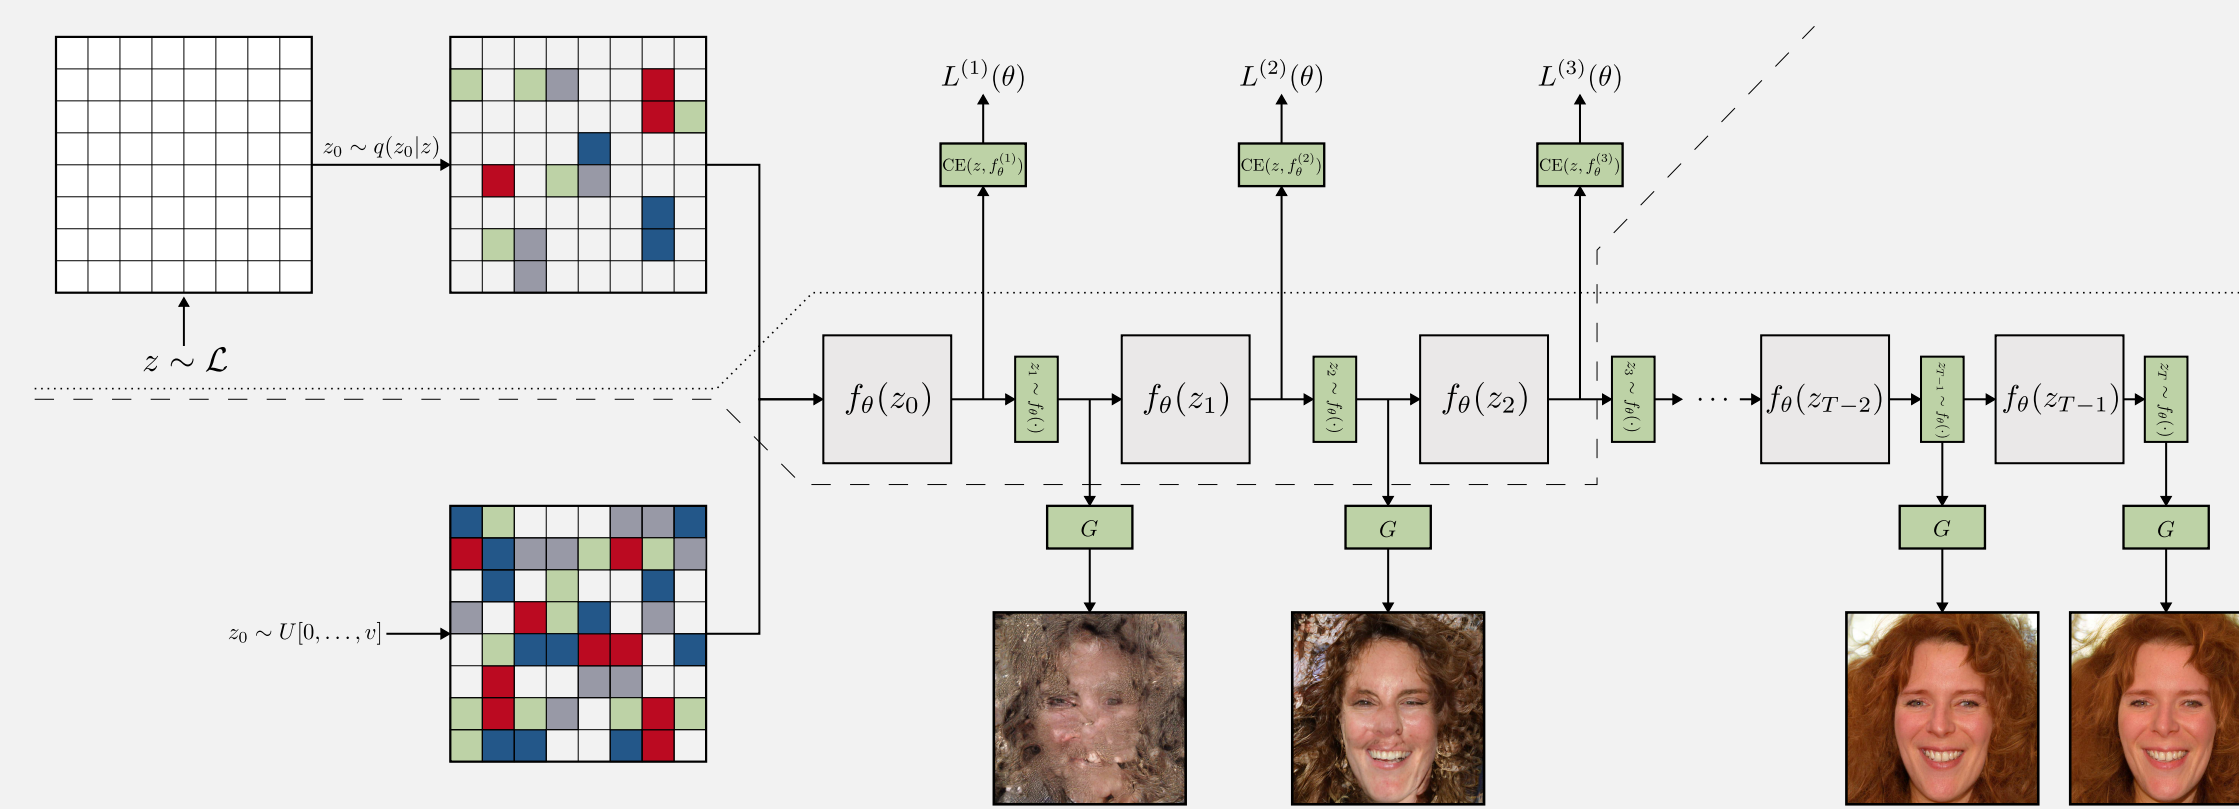 L^{(1)}(θ)
L^{(2)}(θ)
L^{(3)}(θ)
z_0 ∼ q(z_0|z)
CE(z, f_θ^{(1)})
CE(z, f_θ^{(2)})
CE(z, f_θ^{(3)})
z ∼ ℒ
f_θ(z_0)
z_1 ∼ f_θ(·)
f_θ(z_1)
z_2 ∼ f_θ(·)
f_θ(z_2)
z_3 ∼ f_θ(·)
···
f_θ(z_{T−2})
z_{T−1} ∼ f_θ(·)
f_θ(z_{T−1})
z_T ∼ f_θ(·)
G
G
G
G
z_0 ∼ U[0, . . . , v]